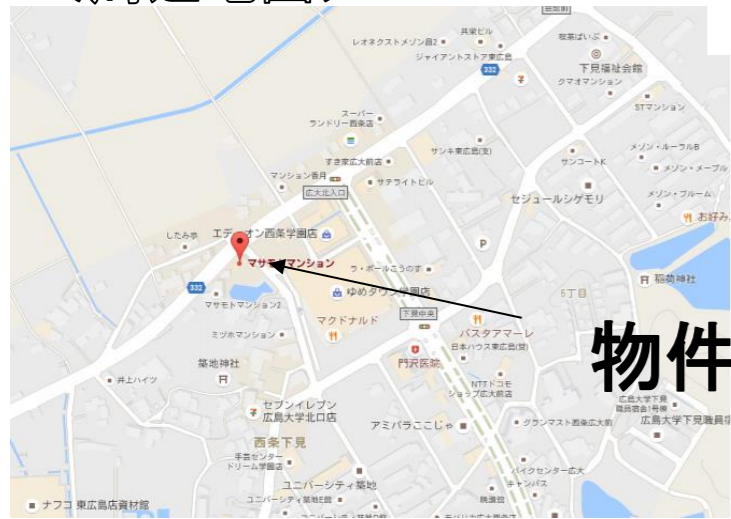 レオネクストメゾン昌2
共栄ビル
ジャイアントストア東広島
喫茶ぱいぷ
下見福祉会館
クマオマンション
332
STマンション
スーパー
ランドリー西条店
すき家広大前店
サンキ東広島(支)
メゾン・ルーラルB
サンコートK
メゾン・メープル
マンション香月
広大北入口
サテライトビル
セジュールシゲモリ
メゾン・ブルーム
お好み
したみ亭
エディオン西条学園店
P
マサモトマンション
ラ・ポールこうのす
稲荷神社
332
ゆめタウン学園店
5丁目
マサモトマンション2
下見中央
マクドナルド
パスタアマーレ
ミヅホマンション
日本ハウス東広島(営)
物件
築地神社
門沢医院
井上ハイツ
NTTドコモ
ショップ広大前店
広島大学下見
職員宿舎1号棟
セブンイレブン
広島大学北口店
アミパラここじゃ
グランマスト西条広大前
広島大学下見職員宿
西条下見
手芸センター
ドリーム学園店
バイクセンター広大
キャンパス
ユニバーシティ築地
ナフコ 東広島店資材館
ユニバーシティ築地E館
暁進館